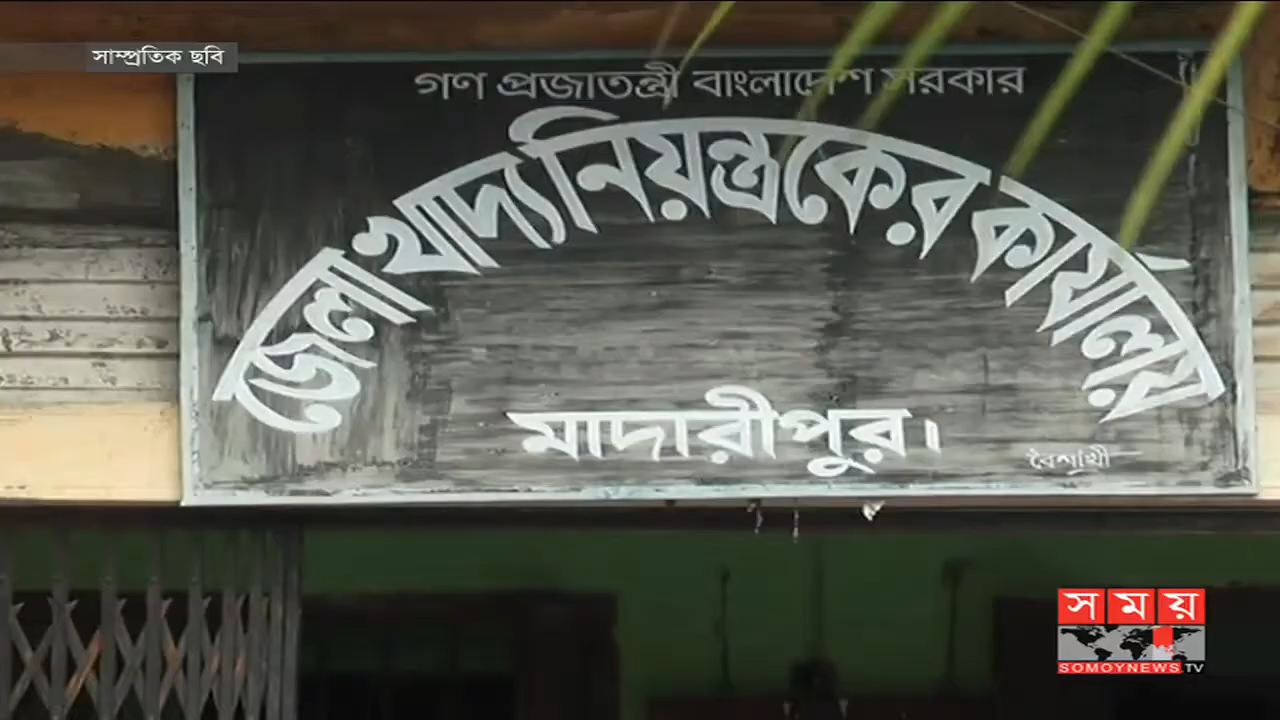 সাম্প্রতিক ছবি
গণ প্রজাতন্ত্রী বাংলাদেশ সরকার
জেলা খাদ্য নিয়ন্ত্রকের কার্যালয়
মাদারীপুর।
বৈশাখী
সময়
SOMOYNEWS.TV